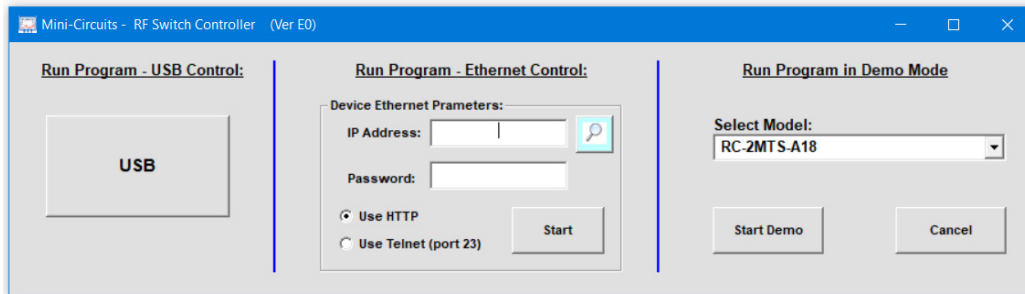 Mini-Circuits -  RF Switch Controller    (Ver E0)
Run Program - USB Control:
USB
Run Program - Ethernet Control:
Device Ethernet Prameters:
IP Address:
Password:
Use HTTP
Use Telnet (port 23)
Start
Run Program in Demo Mode
Select Model:
RC-2MTS-A18
Start Demo
Cancel